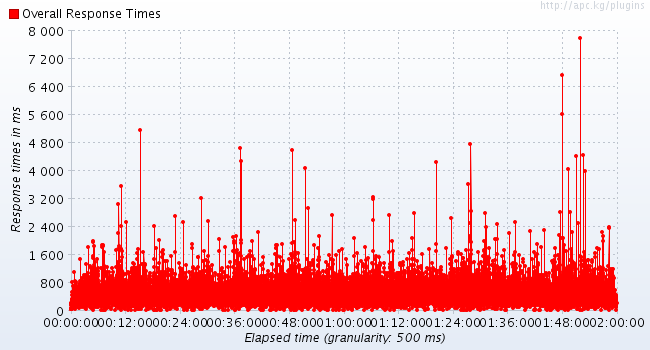 http://apc.kg/plugins
Overall Response Times
8 000
7 200
6 400
5 600
4 800
4 000
3 200
2 400
1 600
800
0
Response times in ms
00:00:00 00:12:00 00:24:00 00:36:00 00:48:00 01:00:00 01:12:00 01:24:00 01:36:00 01:48:00 02:00:00
Elapsed time (granularity: 500 ms)